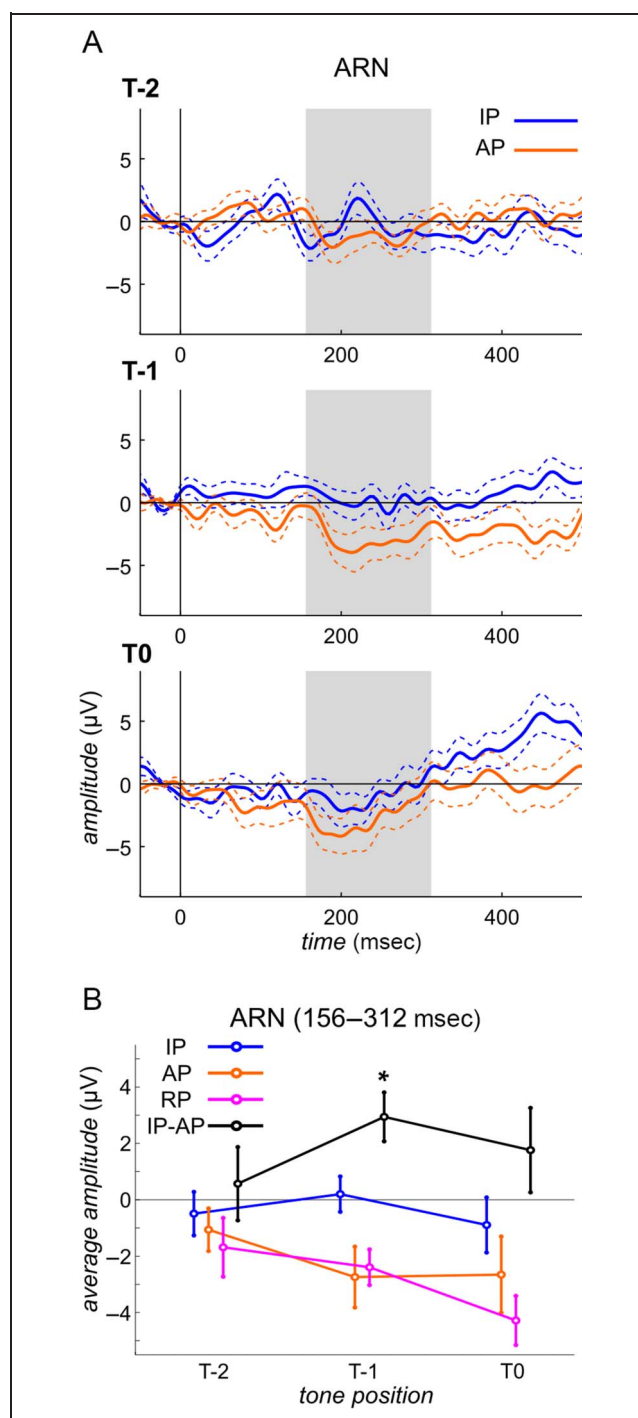 A
ARN
T-2
IP
AP
5
0
–5
0 200 400
T-1
5
0
–5
0 200 400
T0
5
0
–5
amplitude (µV)
0 200 400
time (msec)
B
ARN (156–312 msec)
IP
AP
RP
IP-AP
*
4
2
0
–2
–4
average amplitude (µV)
T-2 T-1 T0
tone position